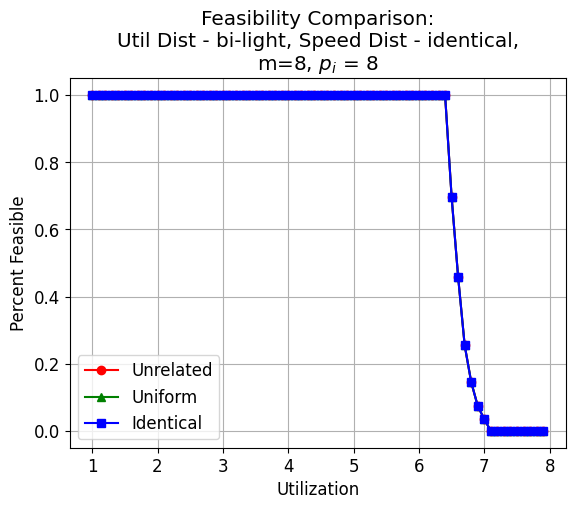 Feasibility Comparison:
Util Dist - bi-light, Speed Dist - identical,
m=8, $p_i$ = 8
1.0
0.8
0.6
0.4
0.2
0.0
Percent Feasible
Unrelated
Uniform
Identical
1 2 3 4 5 6 7 8
Utilization